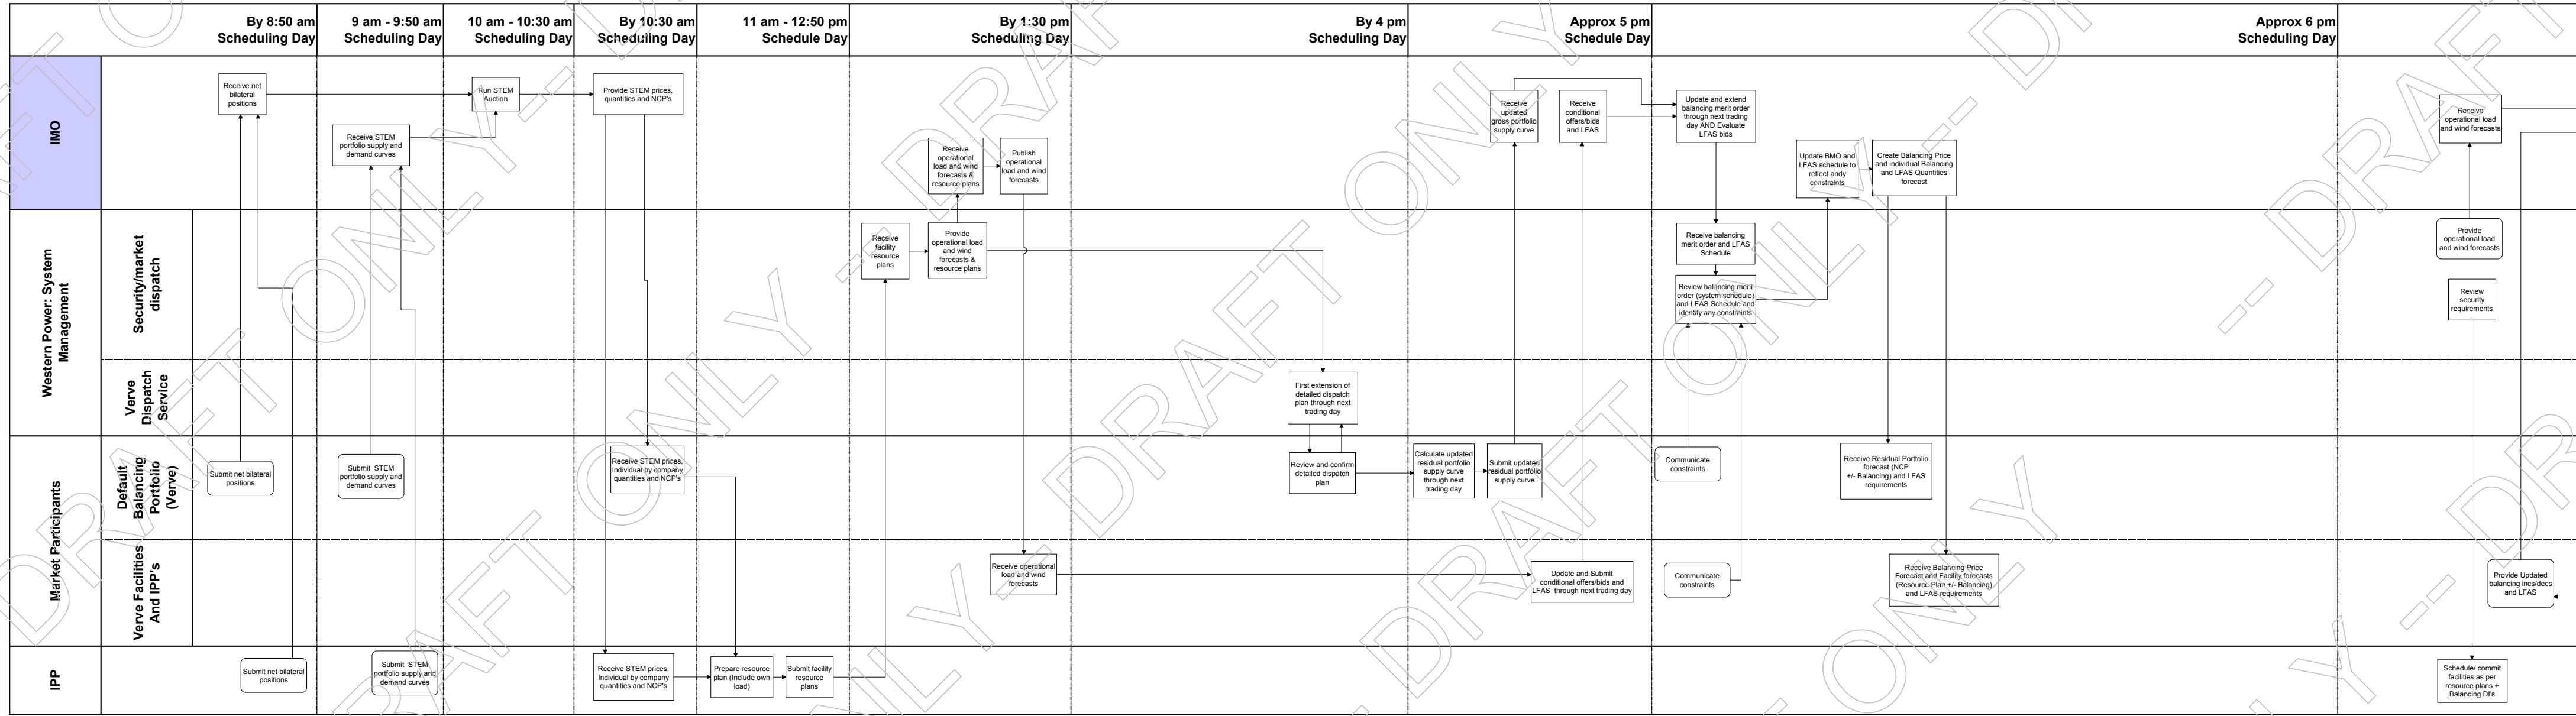 By 8:50 am
Scheduling Day
9 am - 9:50 am
Scheduling Day
10 am - 10:30 am
Scheduling Day
By 10:30 am
Scheduling Day
11 am - 12:50 pm
Schedule Day
By 1:30 pm
Scheduling Day
By 4 pm
Scheduling Day
Approx 5 pm
Schedule Day
Approx 6 pm
Scheduling Day
IMO
Receive net
bilateral
positions
Receive STEM
portfolio supply and
demand curves
Run STEM
Auction
Provide STEM prices,
quantities and NCP's
Receive
operational
load and wind
forecasts &
resource plans
Publish
operational
load and wind
forecasts
Receive
updated
gross portfolio
supply curve
Receive
conditional
offers/bids
and LFAS
Update and extend
balancing merit order
through next trading
day AND Evaluate
LFAS bids
Update BMO and
LFAS schedule to
reflect andy
constraints
Create Balancing Price
and individual Balancing
and LFAS Quantities
forecast
Receive
operational load
and wind forecasts
Western Power: System
Management
Security/market
dispatch
Receive
facility
resource
plans
Provide
operational load
and wind
forecasts &
resource plans
Receive balancing
merit order and LFAS
Schedule
Review balancing merit
order (system schedule)
and LFAS Schedule and
identify any constraints
Provide
operational load
and wind forecasts
Review
security
requirements
Verve
Dispatch
Service
First extension of
detailed dispatch
plan through next
trading day
Market Participants
Default
Balancing
Portfolio
(Verve)
Submit net bilateral
positions
Submit STEM
portfolio supply and
demand curves
Receive STEM prices,
Individual by company
quantities and NCP's
Review and confirm
detailed dispatch
plan
Calculate updated
residual portfolio
supply curve
through next
trading day
Submit updated
residual portfolio
supply curve
Communicate
constraints
Receive Residual Portfolio
forecast (NCP
+/- Balancing) and LFAS
requirements
Verve Facilities
And IPP's
Receive operational
load and wind
forecasts
Update and Submit
conditional offers/bids and
LFAS through next trading day
Communicate
constraints
Receive Balancing Price
Forecast and Facility forecasts
(Resource Plan +/- Balancing)
and LFAS requirements
Provide Updated
balancing incs/decs
and LFAS
IPP
Submit net bilateral
positions
Submit STEM
portfolio supply and
demand curves
Receive STEM prices,
Individual by company
quantities and NCP's
Prepare resource
plan (Include own
load)
Submit facility
resource
plans
Schedule/ commit
facilities as per
resource plans +
Balancing DI's
DRAFT ONLY -- DRAFT ONLY -- DRAFT ONLY